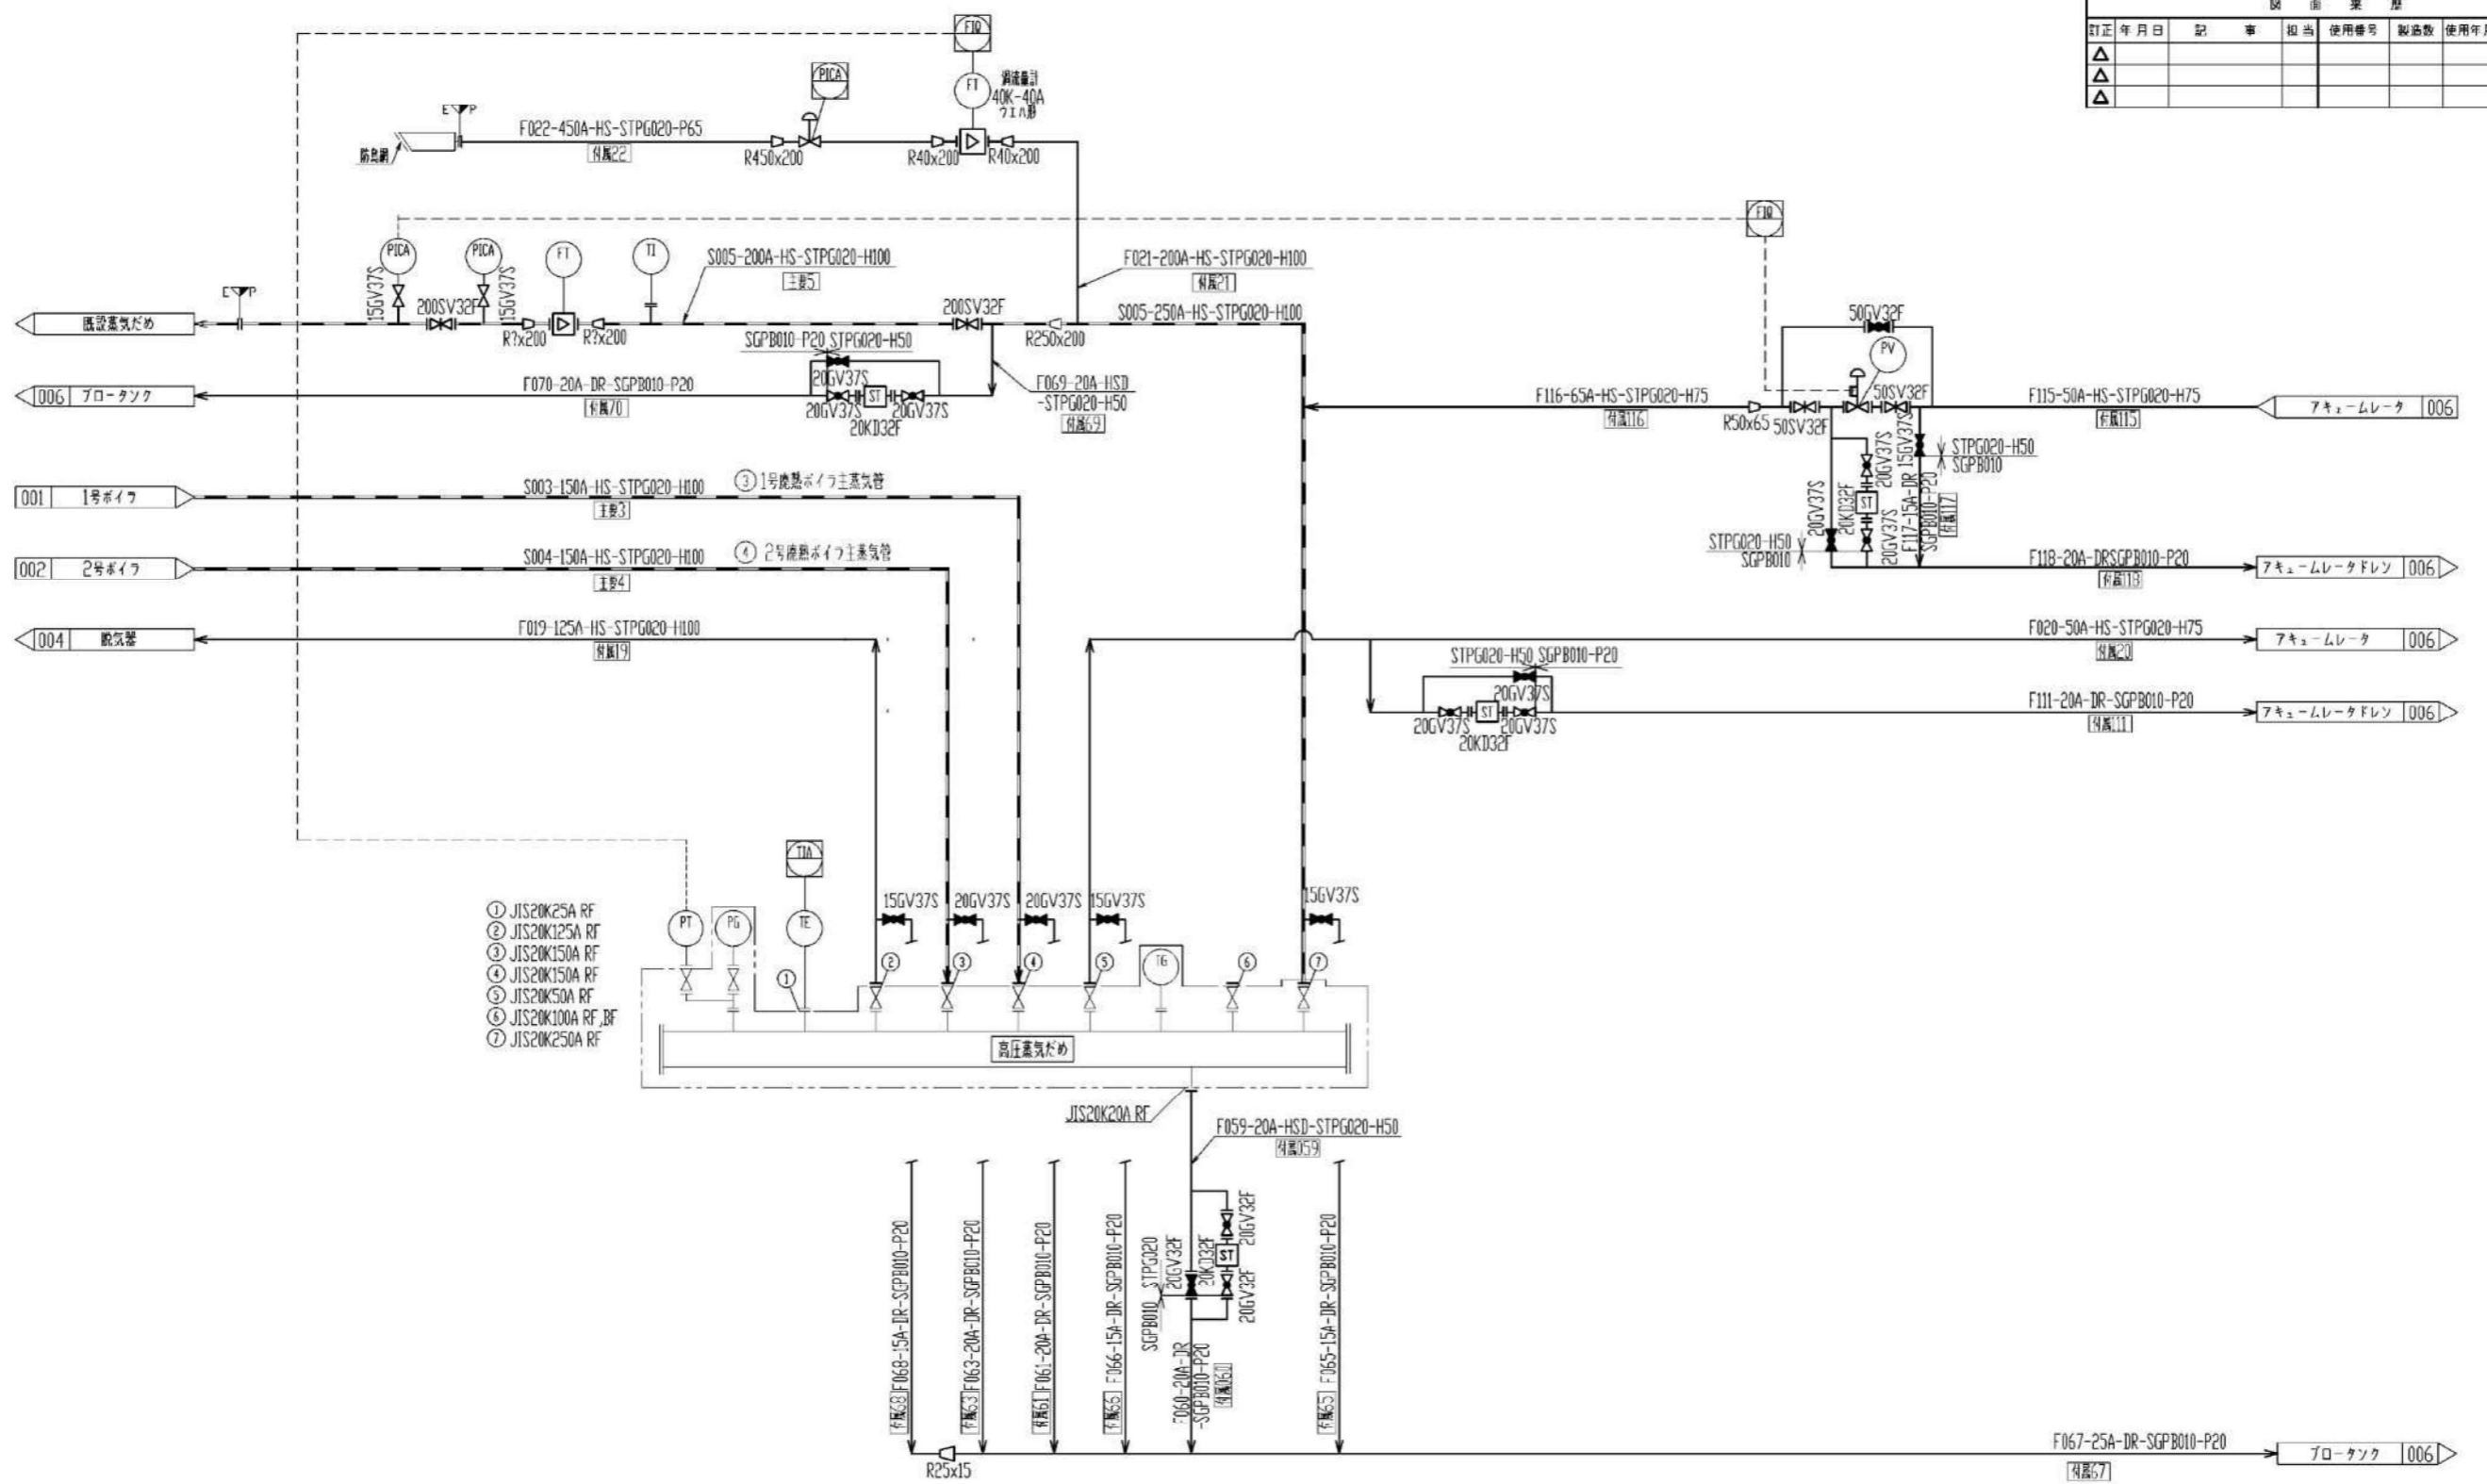 図面来歴
訂正 年月日 記事 担当 使用番号 製造数 使用年月
△
△
△
FIQ
FT
渦流量計
40K-40A
ウエハ形
PICA
E P
防鳥網
F022-450A-HS-STPG020-P65
付属22
R450x200
R40x200
R40x200
FIQ
PICA
15GV37S
PICA
15GV37S
FT
TI
S005-200A-HS-STPG020-H100
主要5
F021-200A-HS-STPG020-H100
付属21
E P
200SV32F
200SV32F
S005-250A-HS-STPG020-H100
既設蒸気だめ
R?x200
R?x200
R250x200
SGPB010-P20 STPG020-H50
20GV37S
F070-20A-DR-SGPB010-P20
付属70
006 ブロータンク
20GV37S
ST
20GV37S
20KD32F
F069-20A-HSD
-STPG020-H50
付属69
50GV32F
PV
50SV32F
F116-65A-HS-STPG020-H75
付属116
R50x65
50SV32F
F115-50A-HS-STPG020-H75
付属115
アキュームレータ 006
15GV37S
STPG020-H50
SGPB010
20GV37S
20GV37S
20KD32F
ST
20GV37S
F117-15A-DR
SGPB010-P20
付属117
STPG020-H50
SGPB010
F118-20A-DRSGPB010-P20
付属118
アキュームレータドレン 006
001 1号ボイラ
S003-150A-HS-STPG020-H100
主要3
③ 1号廃熱ボイラ主蒸気管
002 2号ボイラ
S004-150A-HS-STPG020-H100
主要4
④ 2号廃熱ボイラ主蒸気管
004 脱気器
F019-125A-HS-STPG020-H100
付属19
F020-50A-HS-STPG020-H75
付属20
アキュームレータ 006
STPG020-H50 SGPB010-P20
20GV37S
20GV37S
ST
20GV37S
20KD32F
F111-20A-DR-SGPB010-P20
付属111
アキュームレータドレン 006
TIA
① JIS20K25A RF
② JIS20K125A RF
③ JIS20K150A RF
④ JIS20K150A RF
⑤ JIS20K50A RF
⑥ JIS20K100A RF,BF
⑦ JIS20K250A RF
PT
PG
TE
15GV37S
20GV37S
20GV37S
15GV37S
15GV37S
TG
①
②
③
④
⑤
⑥
⑦
高圧蒸気だめ
JIS20K20A RF
F059-20A-HSD-STPG020-H50
付属059
付属68 F068-15A-DR-SGPB010-P20
付属63 F063-20A-DR-SGPB010-P20
付属61 F061-20A-DR-SGPB010-P20
付属66 F066-15A-DR-SGPB010-P20
SGPB010 STPG020
20GV32F
20KD32F
20GV32F
ST
20GV32F
F060-20A-DR
-SGPB010-P20
付属060
付属65 F065-15A-DR-SGPB010-P20
R25x15
F067-25A-DR-SGPB010-P20
付属67
ブロータンク 006